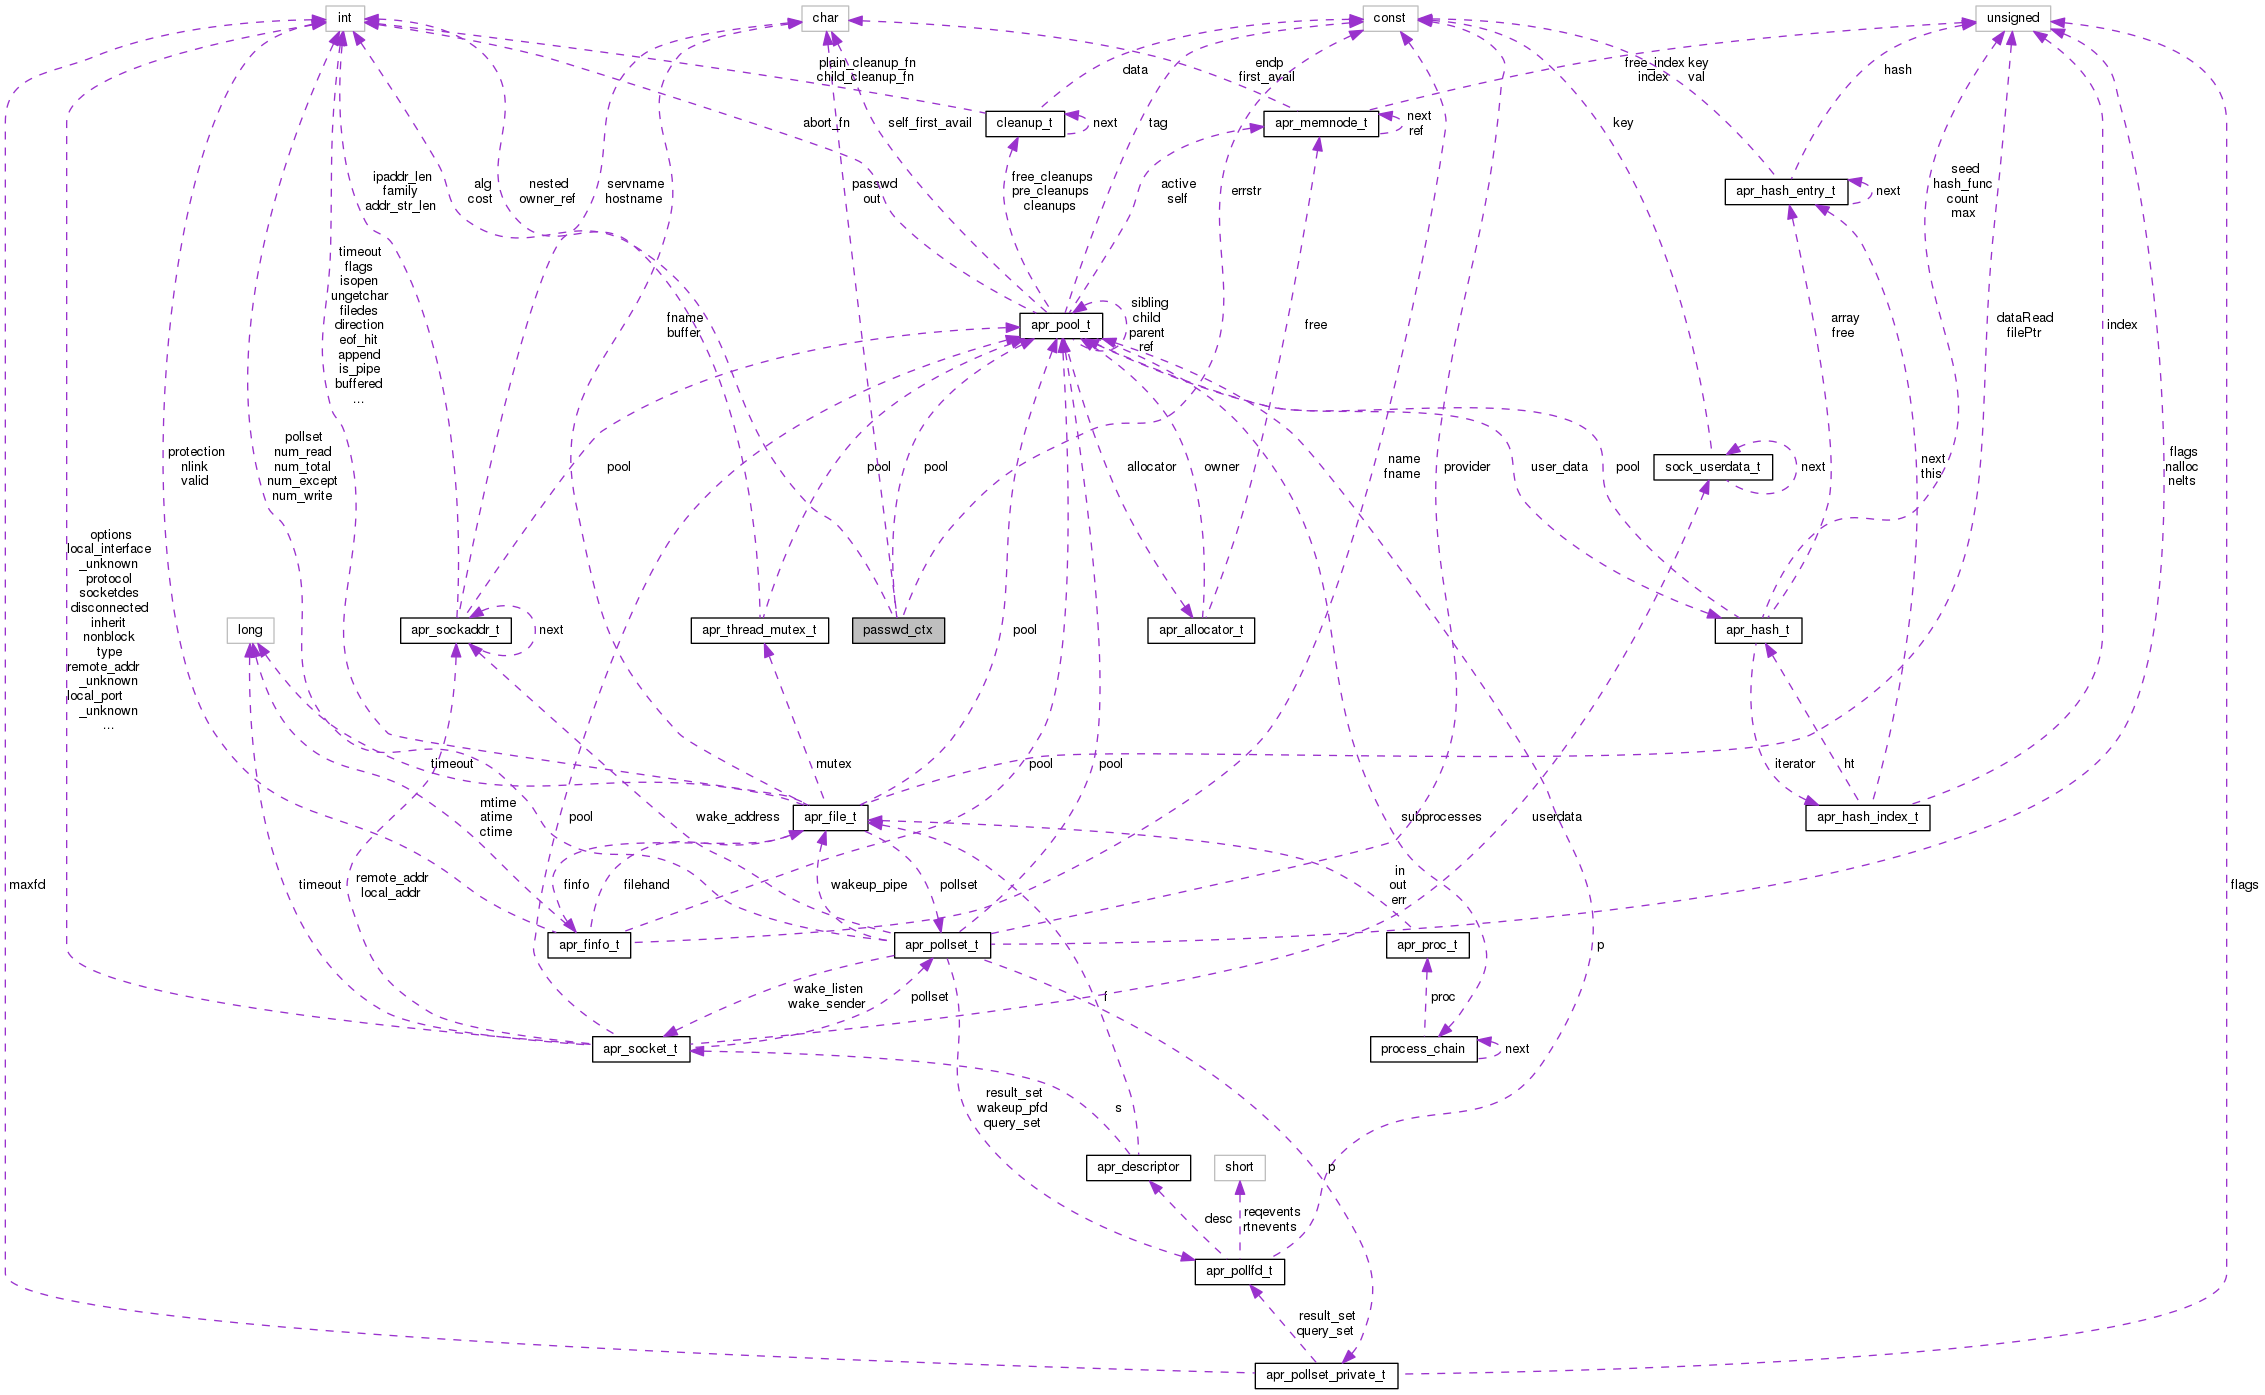 int
char
const
unsigned
plain_cleanup_fn
child_cleanup_fn
data
endp
first_avail
free_index
index
key
val
hash
cleanup_t
next
apr_memnode_t
next
ref
abort_fn
self_first_avail
tag
key
ipaddr_len
family
addr_str_len
alg
cost
nested
owner_ref
servname
hostname
passwd
out
free_cleanups
pre_cleanups
cleanups
active
self
errstr
apr_hash_entry_t
next
seed
hash_func
count
max
timeout
flags
isopen
ungetchar
filedes
direction
eof_hit
append
is_pipe
buffered
...
fname
buffer
apr_pool_t
sibling
child
parent
ref
free
array
free
dataRead
filePtr
index
protection
nlink
valid
pollset
num_read
num_total
num_except
num_write
pool
pool
pool
allocator
owner
name
fname
provider
user_data
pool
sock_userdata_t
next
next
this
flags
nalloc
nelts
options
local_interface
_unknown
protocol
socketdes
disconnected
inherit
nonblock
type
remote_addr
_unknown
local_port
_unknown
...
long
apr_sockaddr_t
next
apr_thread_mutex_t
passwd_ctx
pool
apr_allocator_t
apr_hash_t
timeout
mutex
pool
pool
iterator
ht
mtime
atime
ctime
pool
wake_address
apr_file_t
subprocesses
userdata
apr_hash_index_t
maxfd
timeout
remote_addr
local_addr
finfo
filehand
wakeup_pipe
pollset
in
out
err
flags
apr_finfo_t
apr_pollset_t
apr_proc_t
p
wake_listen
wake_sender
pollset
f
proc
apr_socket_t
process_chain
next
result_set
wakeup_pfd
query_set
s
apr_descriptor
short
p
desc
reqevents
rtnevents
apr_pollfd_t
result_set
query_set
apr_pollset_private_t